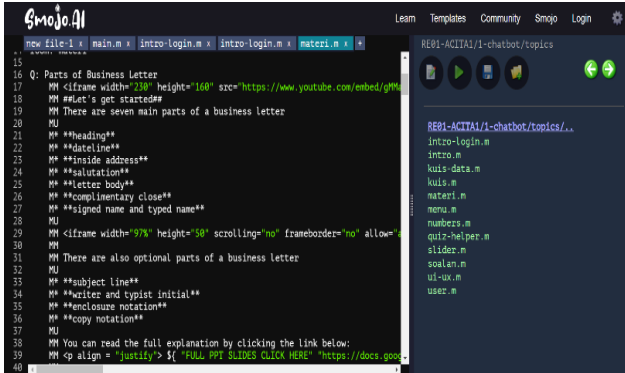 Smojo.AI
Learn Templates Community Smojo Login
new file-1 x main.m x intro-login.m x intro-login.m x materi.m x +
RE01-ACITA1/1-chatbot/topics
15
16 Q: Parts of Business Letter
17 MM <iframe width="230" height="160" src="https://www.youtube.com/embed/
18 MM ##Let's get started##
19 MM There are seven main parts of a business letter
20 MU
21 M* **heading**
22 M* **dateline**
23 M* **inside address**
24 M* **salutation**
25 M* **letter body**
26 M* **complimentary close**
27 M* **signed name and typed name**
28 MU
29 MM <iframe width="97%" height="50" scrolling="no" frameborder="no" allow="a
30 MM
31 MM There are also optional parts of a business letter
32 MU
33 M* **subject line**
34 M* **writer and typist initial**
35 M* **enclosure notation**
36 M* **copy notation**
37 MU
38 MM You can read the full explanation by clicking the link below:
39 MM <p align = "justify"> ${ "FULL PPT SLIDES CLICK HERE" "https://docs.goog
40
RE01-ACITA1/1-chatbot/topics/..
intro-login.m
intro.m
kuis-data.m
kuis.m
materi.m
menu.m
numbers.m
quiz-helper.m
slider.m
soalan.m
ui-ux.m
user.m